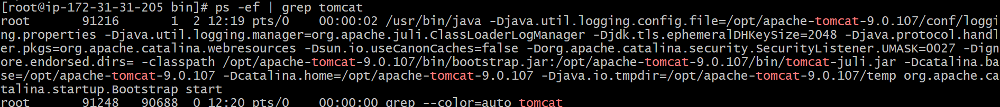 [root@ip-172-31-31-205 bin]# ps -ef | grep tomcat
root       91216       1  2 12:19 pts/0    00:00:02 /usr/bin/java -Djava.util.logging.config.file=/opt/apache-tomcat-9.0.107/conf/loggi
ng.properties -Djava.util.logging.manager=org.apache.juli.ClassLoaderLogManager -Djdk.tls.ephemeralDHKeySize=2048 -Djava.protocol.handl
er.pkgs=org.apache.catalina.webresources -Dsun.io.useCanonCaches=false -Dorg.apache.catalina.security.SecurityListener.UMASK=0027 -Dign
ore.endorsed.dirs= -classpath /opt/apache-tomcat-9.0.107/bin/bootstrap.jar:/opt/apache-tomcat-9.0.107/bin/tomcat-juli.jar -Dcatalina.ba
se=/opt/apache-tomcat-9.0.107 -Dcatalina.home=/opt/apache-tomcat-9.0.107 -Djava.io.tmpdir=/opt/apache-tomcat-9.0.107/temp org.apache.ca
talina.startup.Bootstrap start
root       91248   90688  0 12:20 pts/0    00:00:00 grep --color=auto tomcat